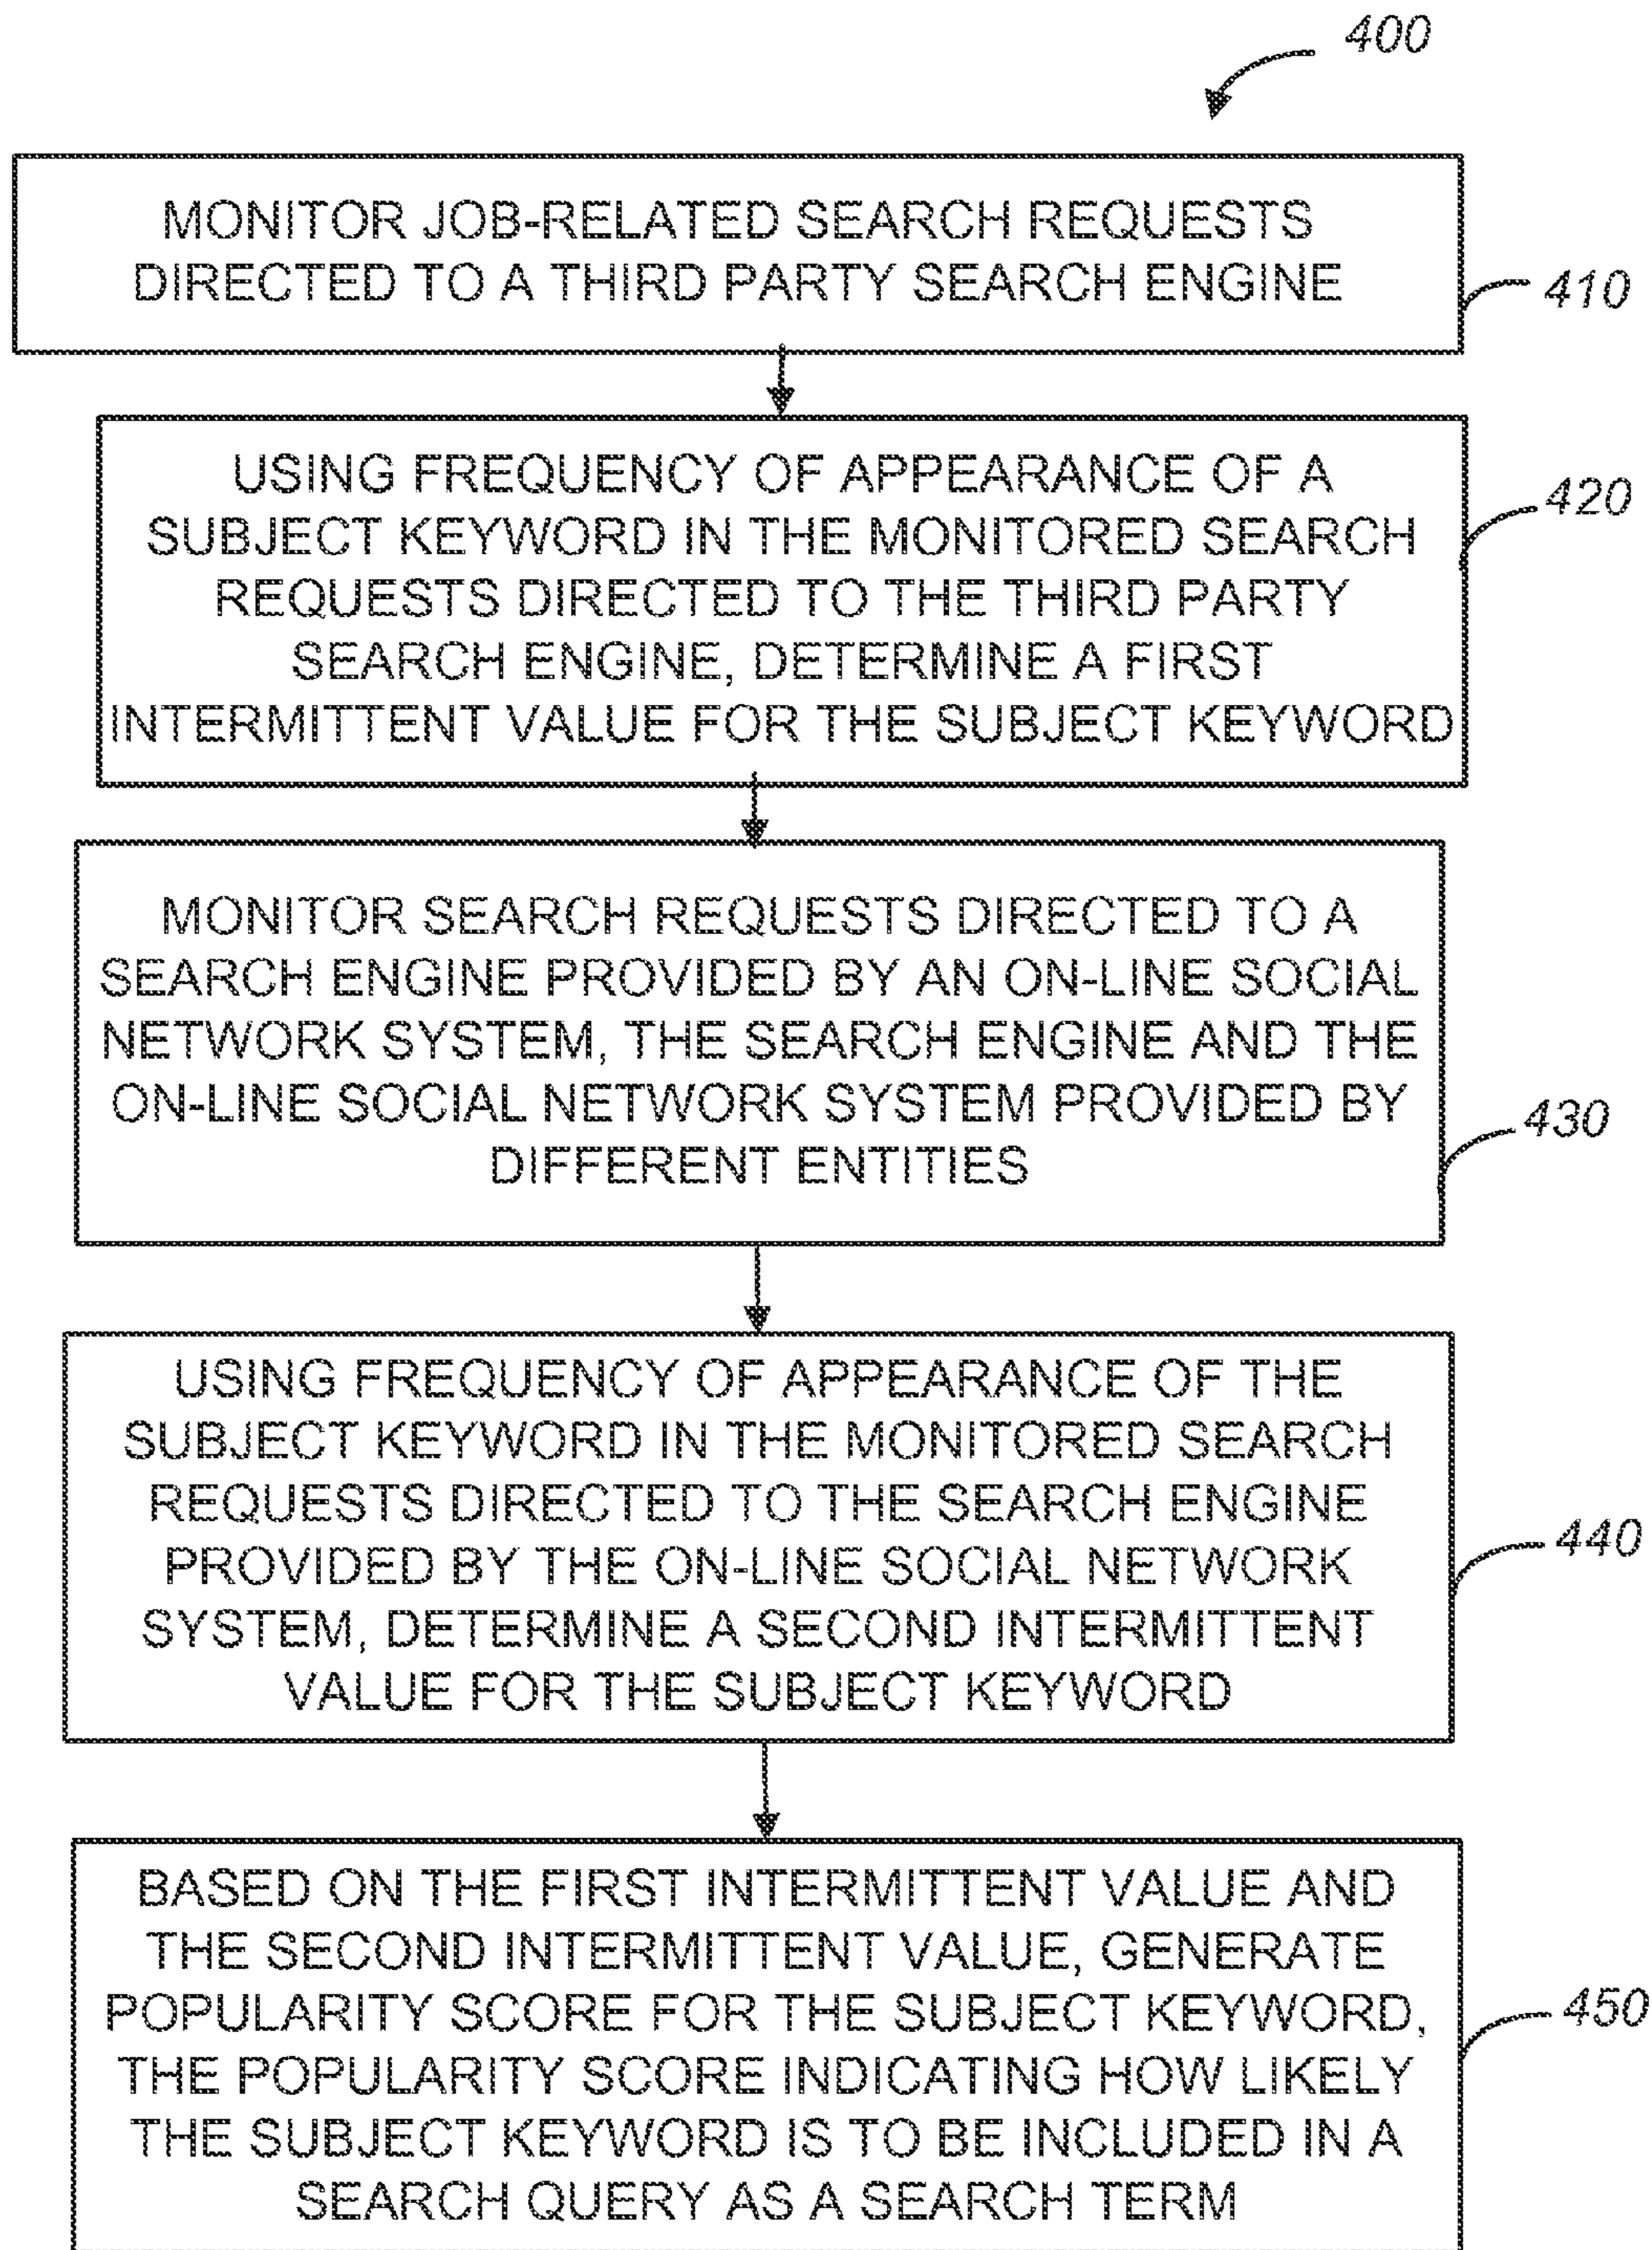 400
MONITOR JOB-RELATED SEARCH REQUESTS
DIRECTED TO A THIRD PARTY SEARCH ENGINE
410
USING FREQUENCY OF APPEARANCE OF A
SUBJECT KEYWORD IN THE MONITORED SEARCH
REQUESTS DIRECTED TO THE THIRD PARTY
SEARCH ENGINE, DETERMINE A FIRST
INTERMITTENT VALUE FOR THE SUBJECT KEYWORD
420
MONITOR SEARCH REQUESTS DIRECTED TO A
SEARCH ENGINE PROVIDED BY AN ON-LINE SOCIAL
NETWORK SYSTEM, THE SEARCH ENGINE AND THE
ON-LINE SOCIAL NETWORK SYSTEM PROVIDED BY
DIFFERENT ENTITIES
430
USING FREQUENCY OF APPEARANCE OF THE
SUBJECT KEYWORD IN THE MONITORED SEARCH
REQUESTS DIRECTED TO THE SEARCH ENGINE
PROVIDED BY THE ON-LINE SOCIAL NETWORK
SYSTEM, DETERMINE A SECOND INTERMITTENT
VALUE FOR THE SUBJECT KEYWORD
440
BASED ON THE FIRST INTERMITTENT VALUE AND
THE SECOND INTERMITTENT VALUE, GENERATE
POPULARITY SCORE FOR THE SUBJECT KEYWORD,
THE POPULARITY SCORE INDICATING HOW LIKELY
THE SUBJECT KEYWORD IS TO BE INCLUDED IN A
SEARCH QUERY AS A SEARCH TERM
450